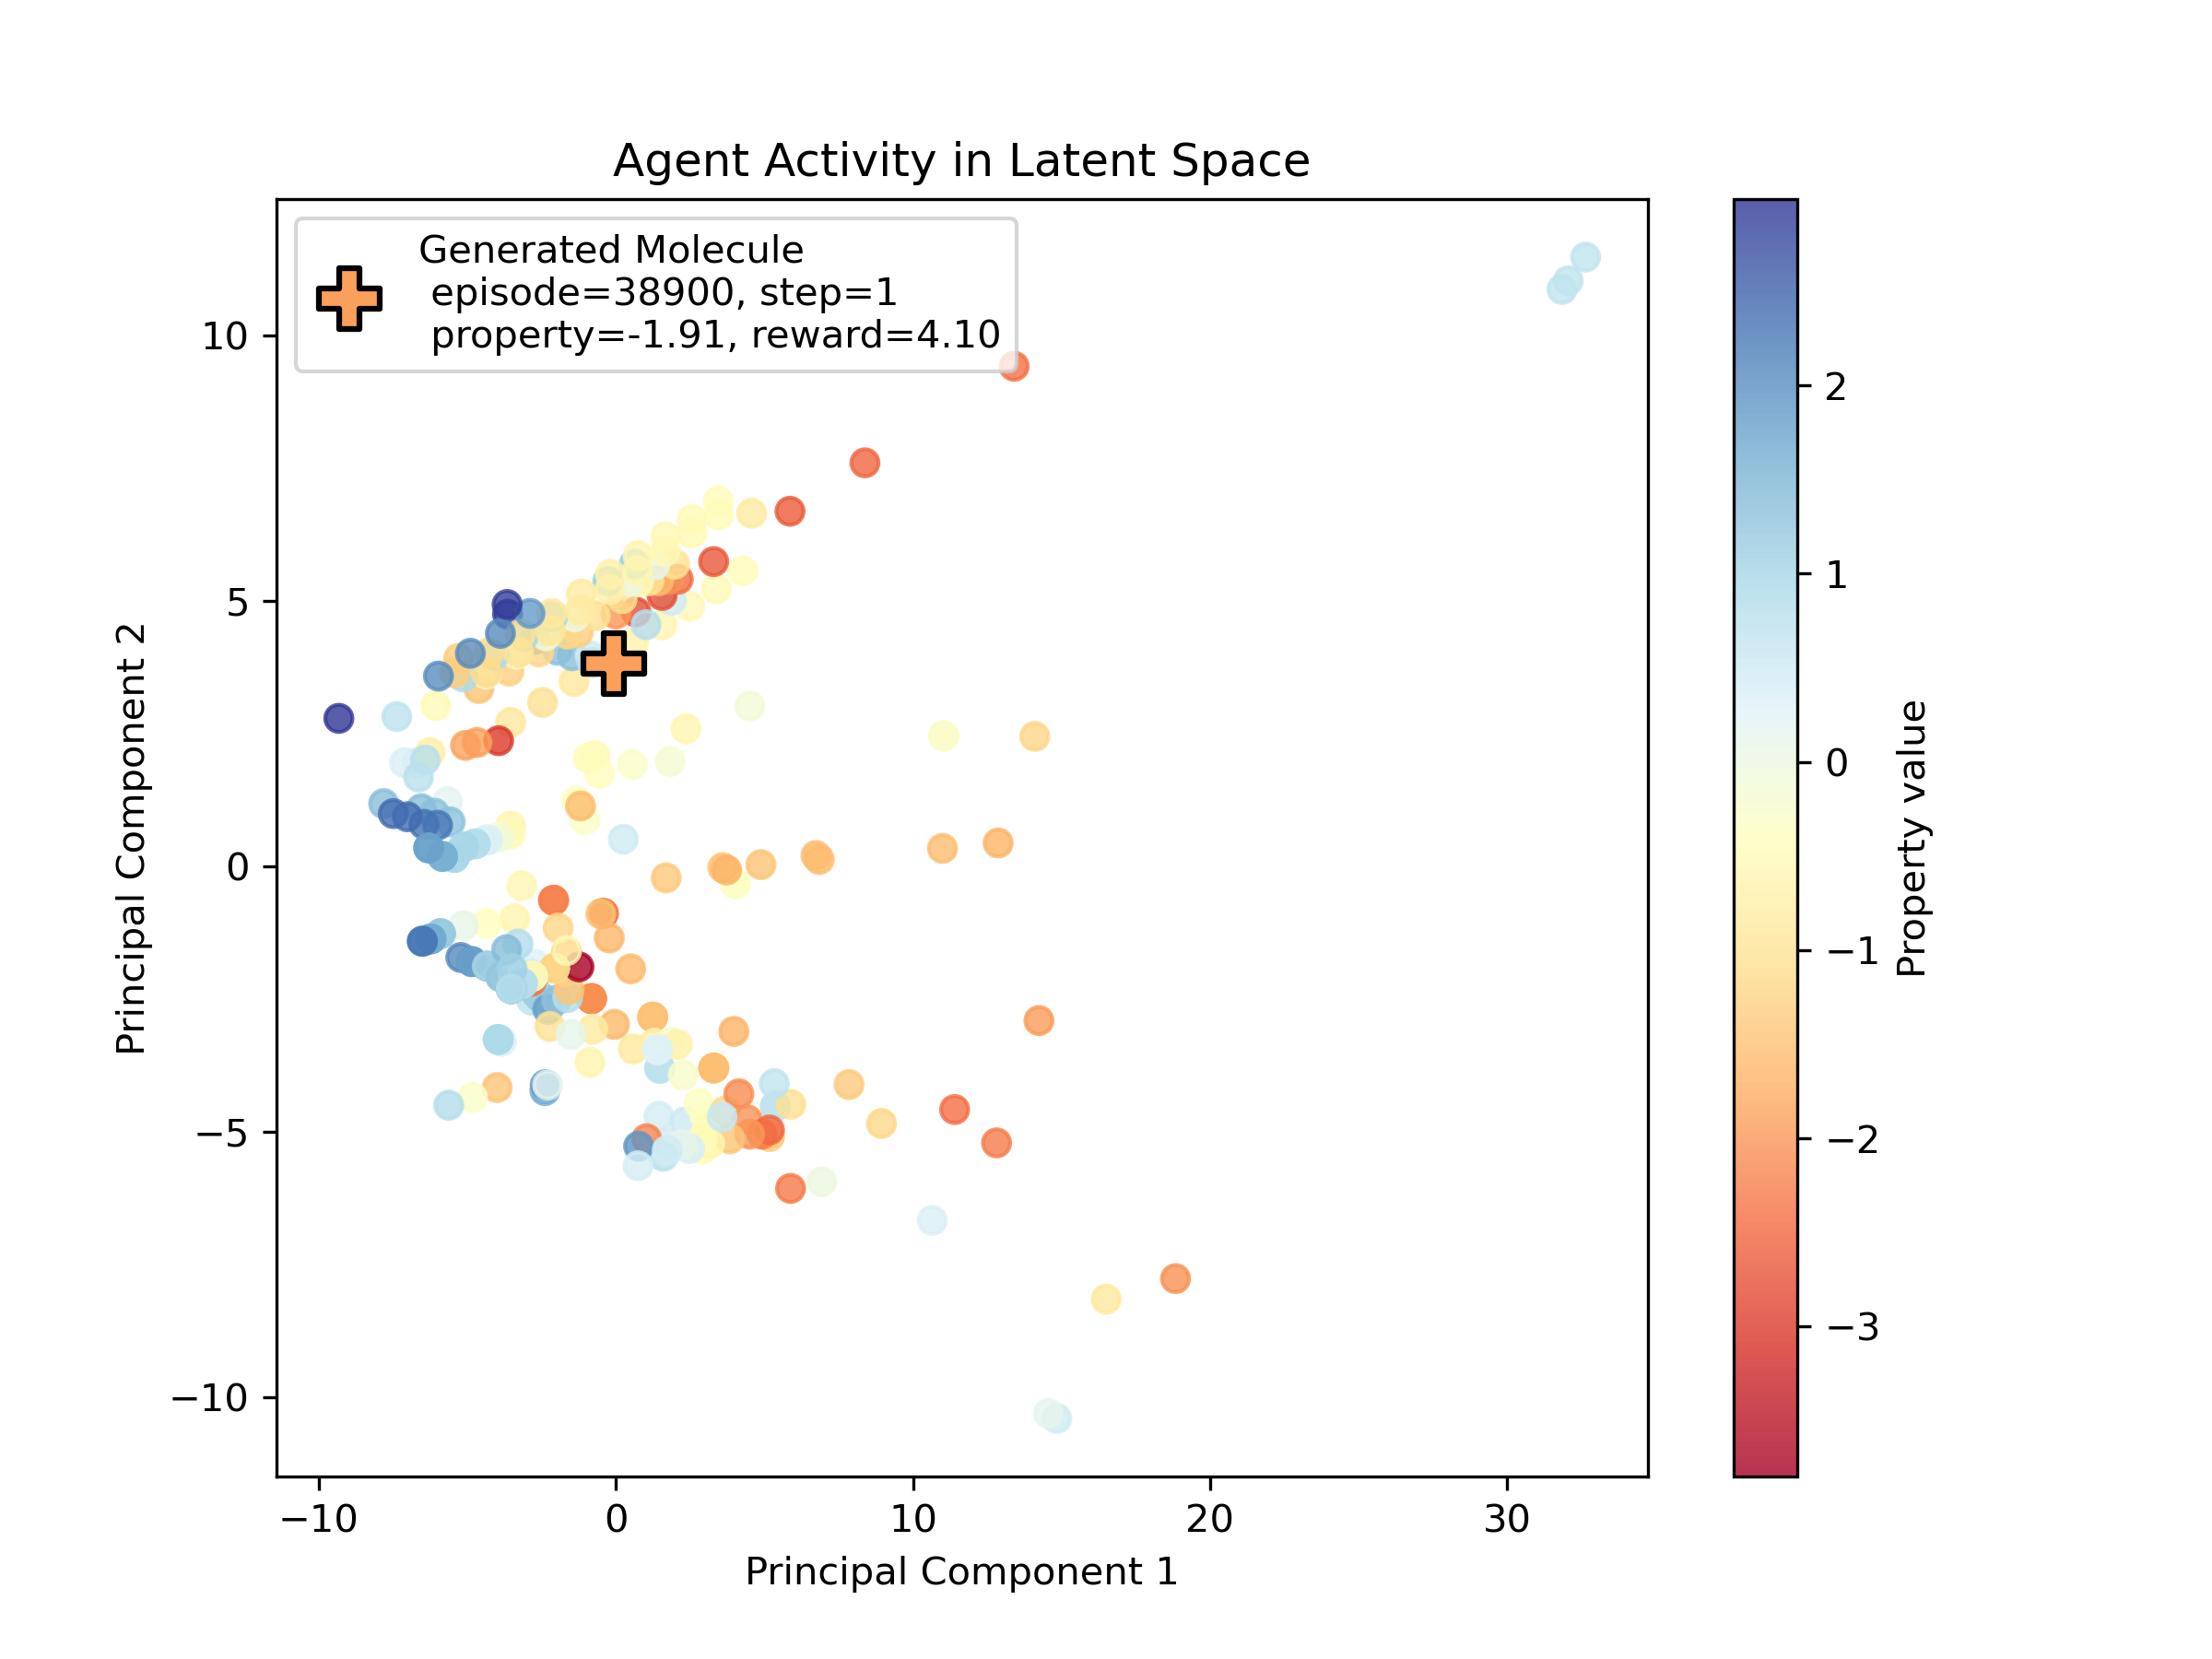 Agent Activity in Latent Space
Generated Molecule
episode=38900, step=1
property=-1.91, reward=4.10
10
5
0
−5
−10
Principal Component 2
−10
0
10
20
30
Principal Component 1
2
1
0
−1
−2
−3
Property value